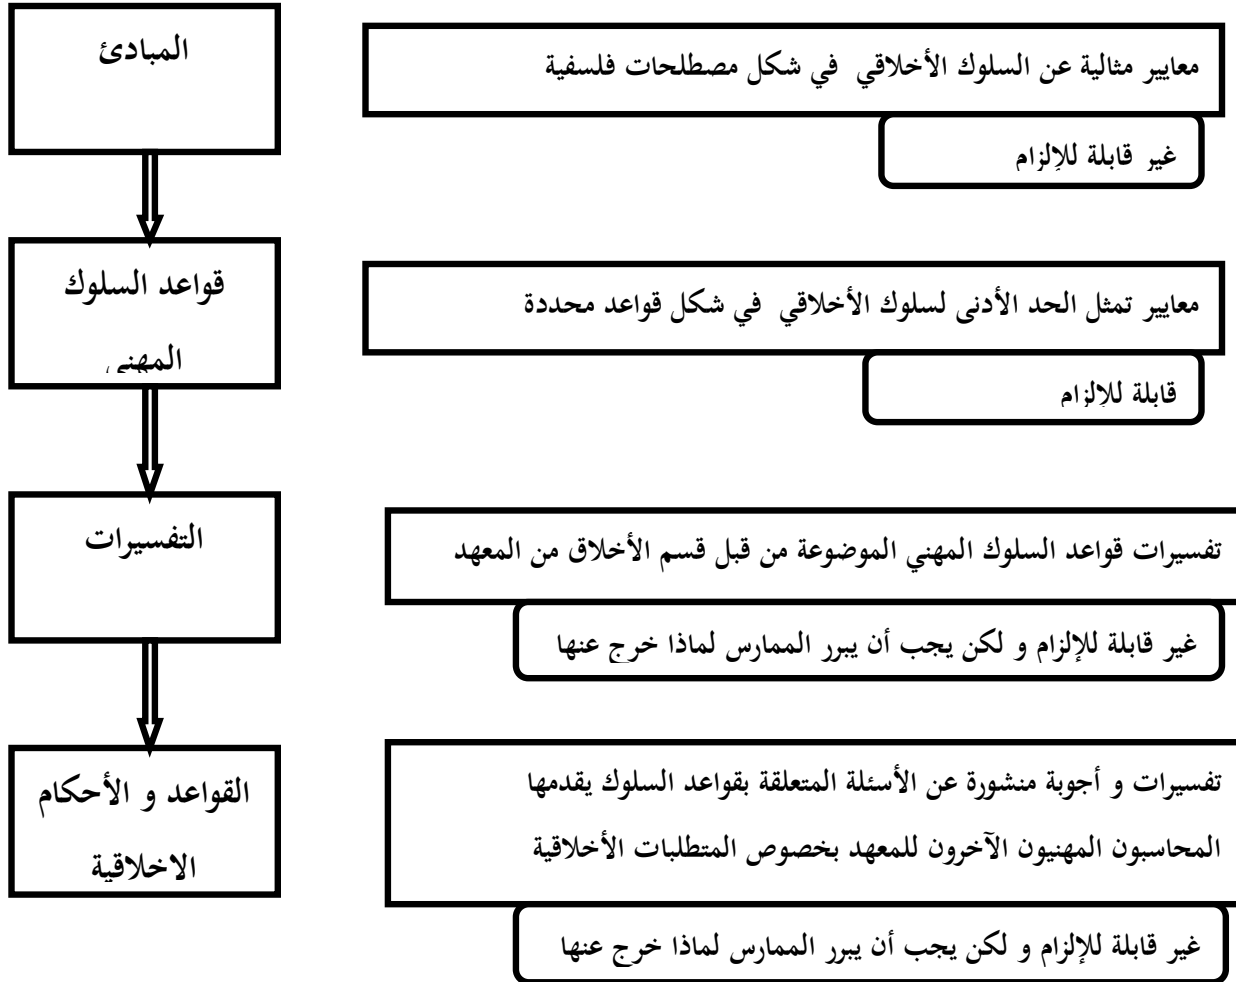 المبادئ
معايير مثالية عن السلوك الأخلاقي في شكل مصطلحات فلسفية
غير قابلة للإلزام
قواعد السلوك
المهني
معايير تمثل الحد الأدنى لسلوك الأخلاقي في شكل قواعد محددة
قابلة للإلزام
التفسيرات
تفسيرات قواعد السلوك المهني الموضوعة من قبل قسم الأخلاق من المعهد
غير قابلة للإلزام و لكن يجب أن يبرر الممارس لماذا خرج عنها
القواعد و الأحكام
الاخلاقية
تفسيرات و أجوبة منشورة عن الأسئلة المتعلقة بقواعد السلوك يقدمها
المحاسبون المهنيون الآخرون للمعهد بخصوص المتطلبات الأخلاقية
غير قابلة للإلزام و لكن يجب أن يبرر الممارس لماذا خرج عنها